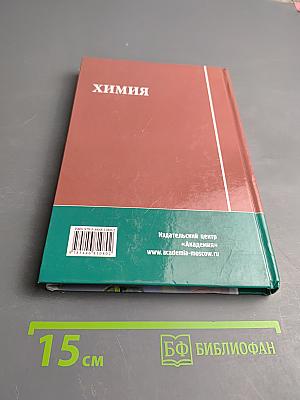 ХИМИЯ
Издательский центр
«Академия»
www.academia-moscow.ru
15 см
БФ БИБЛИОФАН